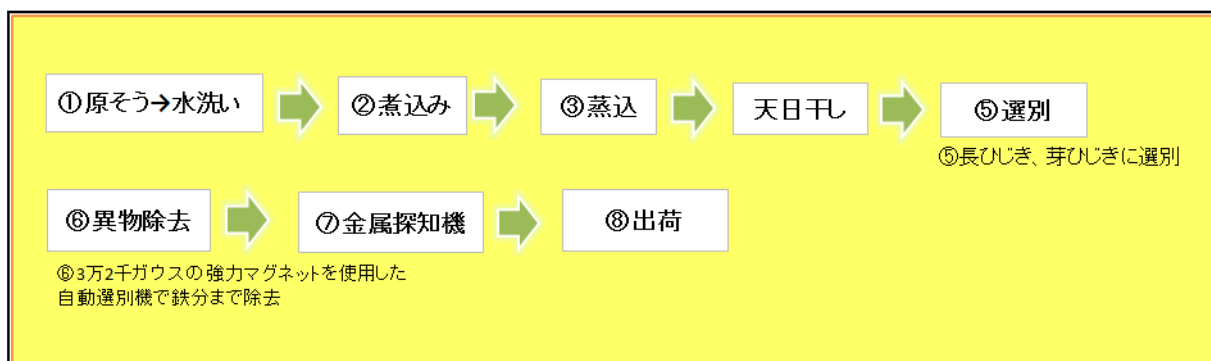 ①原そう→水洗い
②煮込み
③蒸込
天日干し
⑤選別
⑤長ひじき、芽ひじきに選別
⑥異物除去
⑦金属探知機
⑧出荷
⑥3万2千ガウスの強力マグネットを使用した
自動選別機で鉄分まで除去